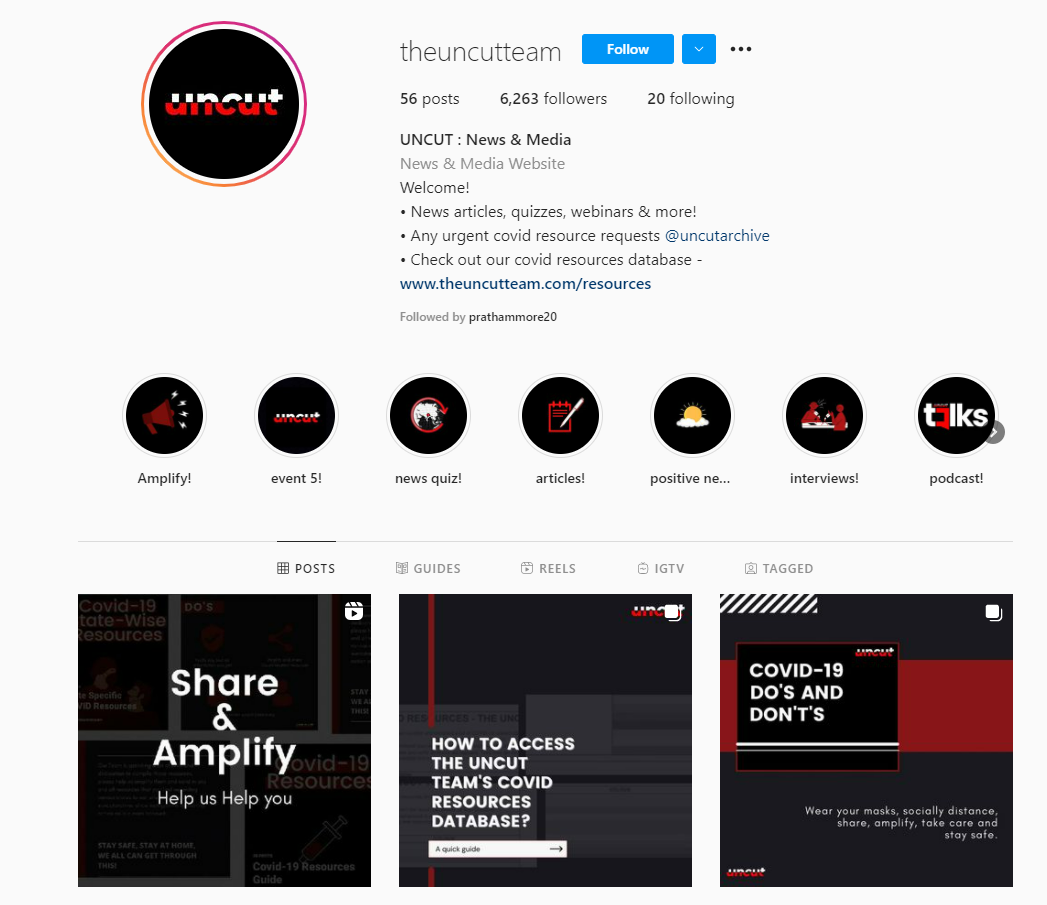 uncut
theuncutteam
Follow
56 posts 6,263 followers 20 following
UNCUT : News & Media
News & Media Website
Welcome!
• News articles, quizzes, webinars & more!
• Any urgent covid resource requests @uncutarchive
• Check out our covid resources database -
www.theuncutteam.com/resources
Followed by prathammore20
uncut
talks
Amplify! event 5! news quiz! articles! positive ne... interviews! podcast!
POSTS GUIDES REELS IGTV TAGGED
Covid-19
State-Wise
Resources
DO'S
Share
&
Amplify
Help us Help you
STAY SAFE, STAY AT HOME,
WE ALL CAN GET THROUGH
THIS!
Covid-19
Resources
Covid-19 Resources
Guide
uncut
HOW TO ACCESS
THE UNCUT
TEAM'S COVID
RESOURCES
DATABASE?
A quick guide
uncut
COVID-19
DO'S AND
DON'T'S
Wear your masks, socially distance,
share, amplify, take care and
stay safe.
uncut